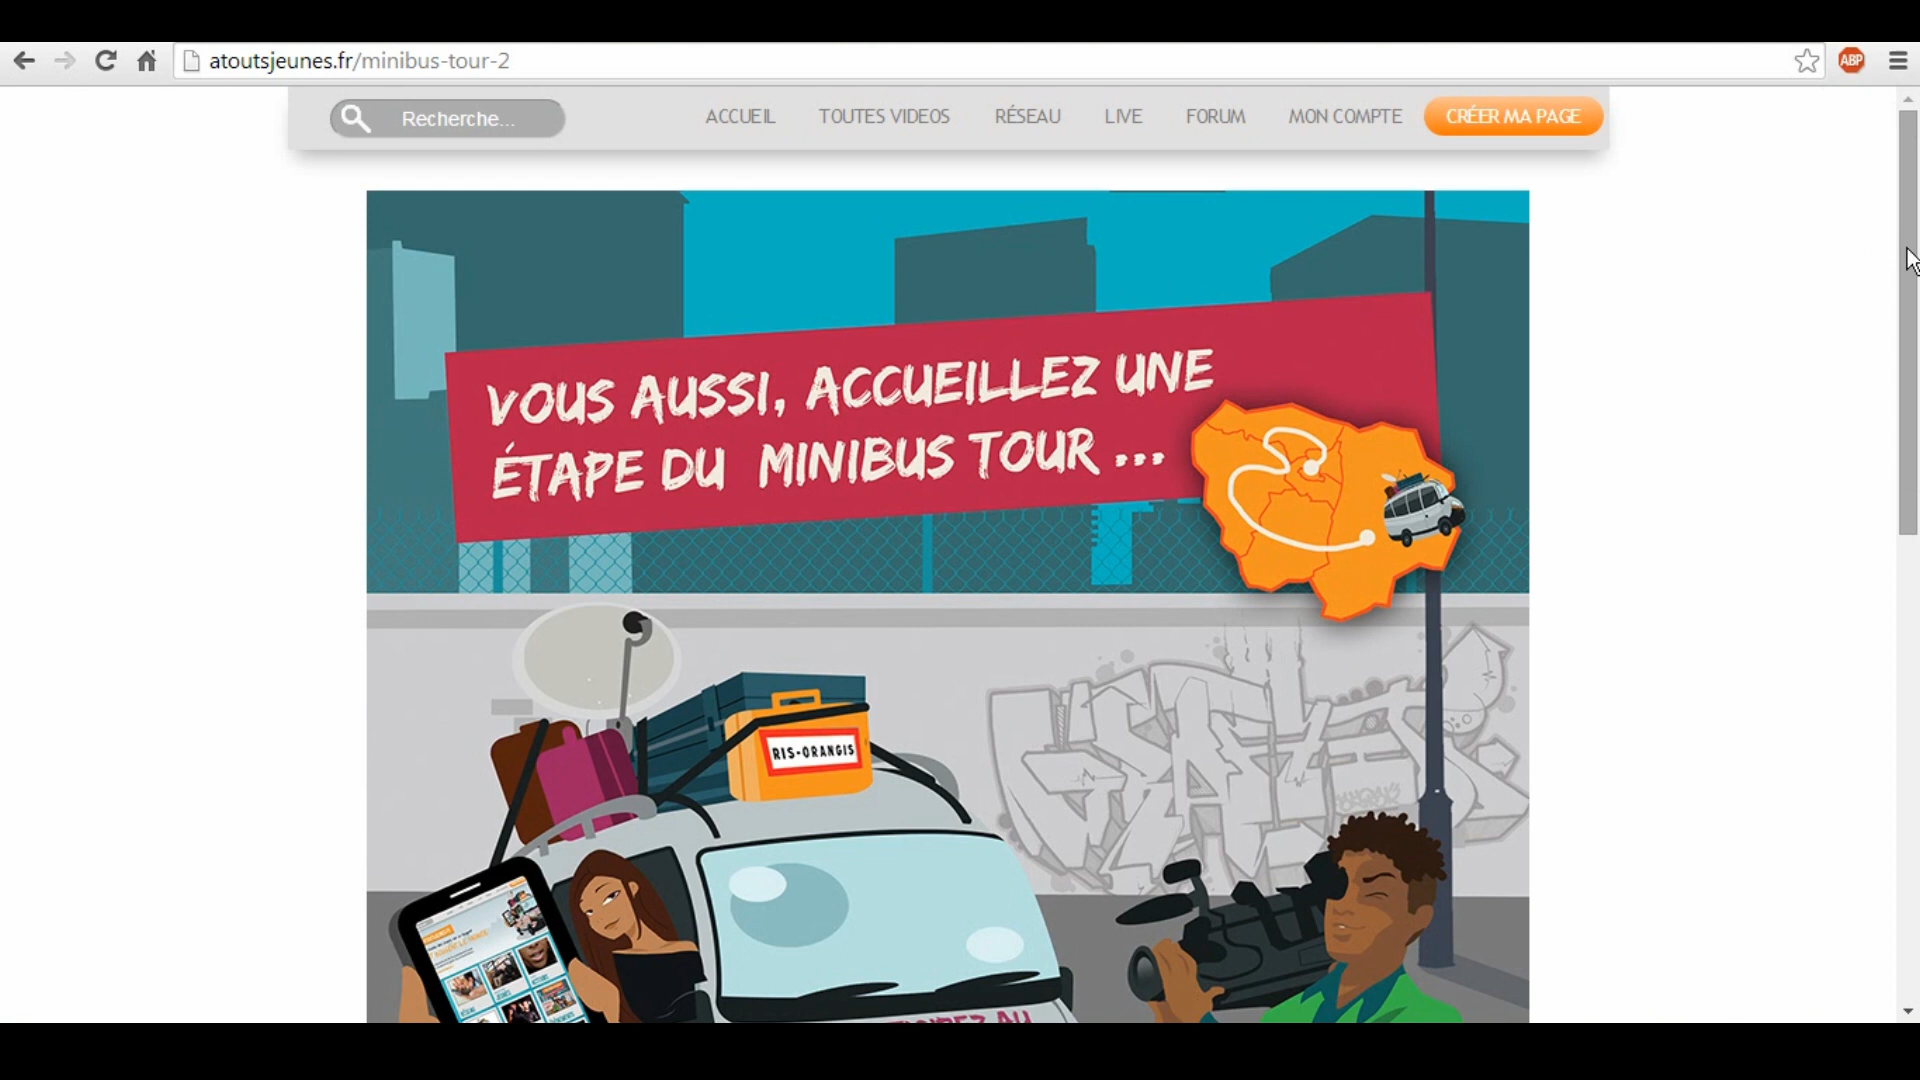 atoutsjeunes.fr/minibus-tour-2
ABP
Recherche...
ACCUEIL TOUTES VIDEOS RÉSEAU LIVE FORUM MON COMPTE CRÉER MA PAGE
VOUS AUSSI, ACCUEILLEZ UNE
ÉTAPE DU MINIBUS TOUR ...
RIS-ORANGIS